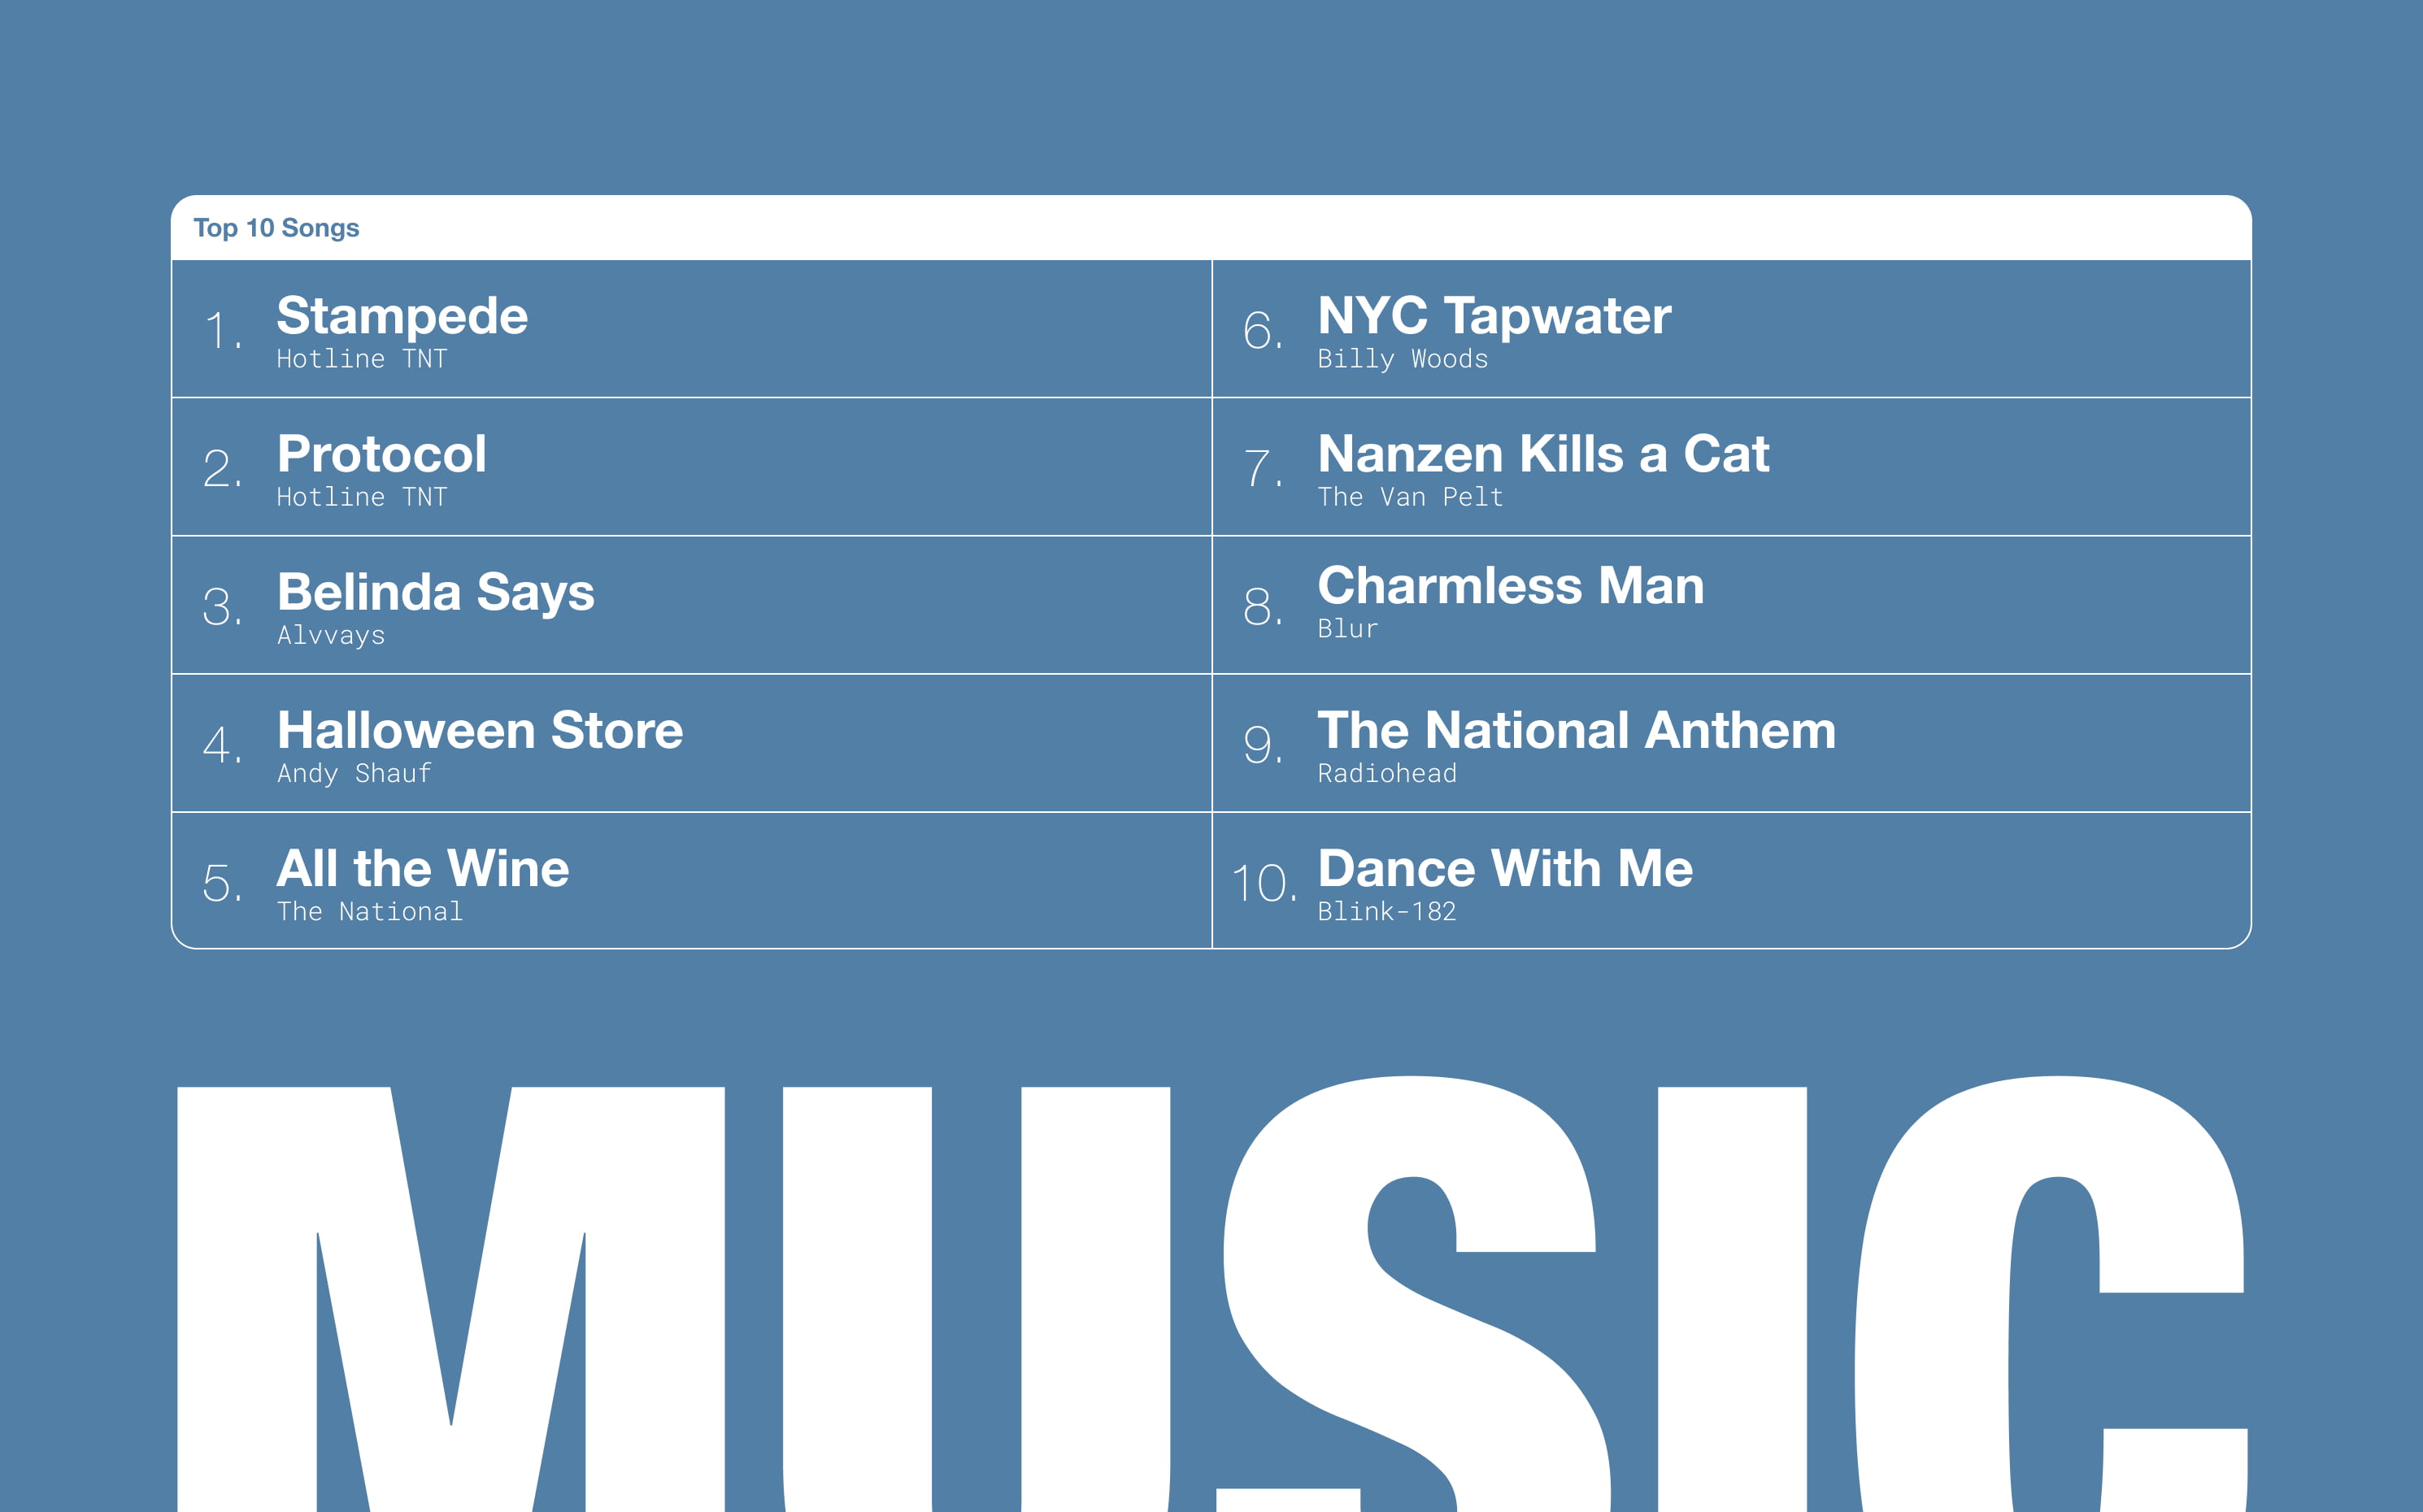 Top 10 Songs
1. Stampede
Hotline TNT
2. Protocol
Hotline TNT
3. Belinda Says
Alvvays
4. Halloween Store
Andy Shauf
5. All the Wine
The National
6. NYC Tapwater
Billy Woods
7. Nanzen Kills a Cat
The Van Pelt
8. Charmless Man
Blur
9. The National Anthem
Radiohead
10. Dance With Me
Blink-182
MUSIC